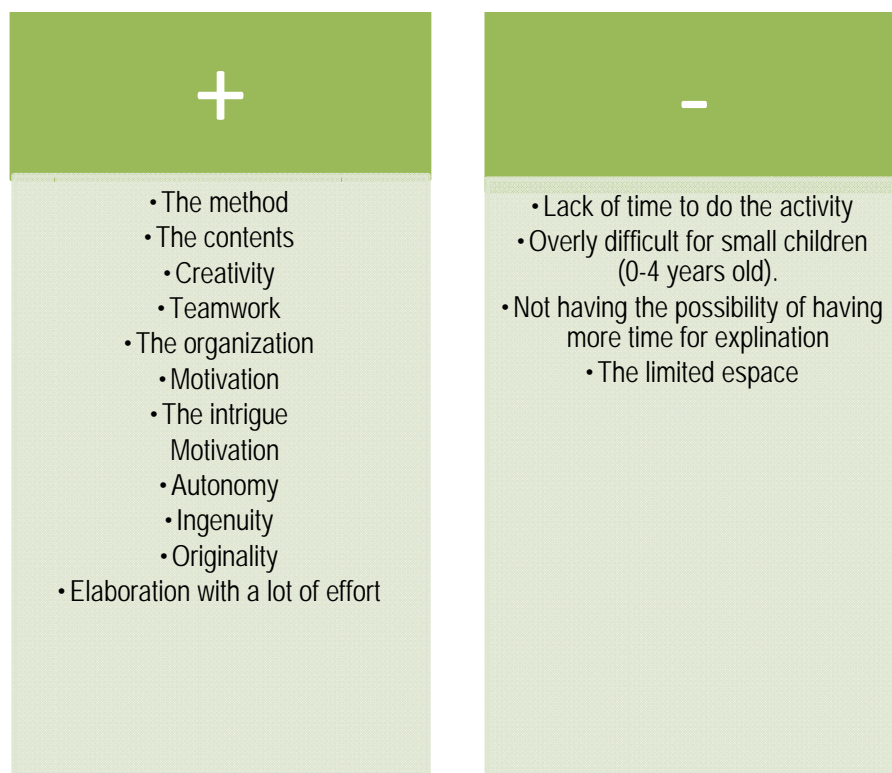 +
• The method
• The contents
• Creativity
• Teamwork
• The organization
• Motivation
• The intrigue
Motivation
• Autonomy
• Ingenuity
• Originality
• Elaboration with a lot of effort
-
• Lack of time to do the activity
• Overly difficult for small children
(0-4 years old).
• Not having the possibility of having
more time for explination
• The limited espace